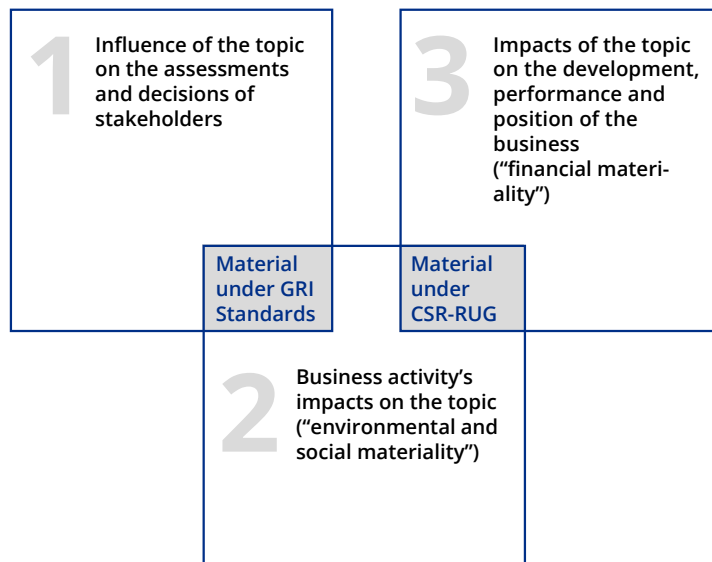 1
Influence of the topic
on the assessments
and decisions of
stakeholders
3
Impacts of the topic
on the development,
performance and
position of the
business
(“financial materi-
ality”)
Material
under GRI
Standards
Material
under
CSR-RUG
2
Business activity’s
impacts on the topic
(“environmental and
social materiality”)